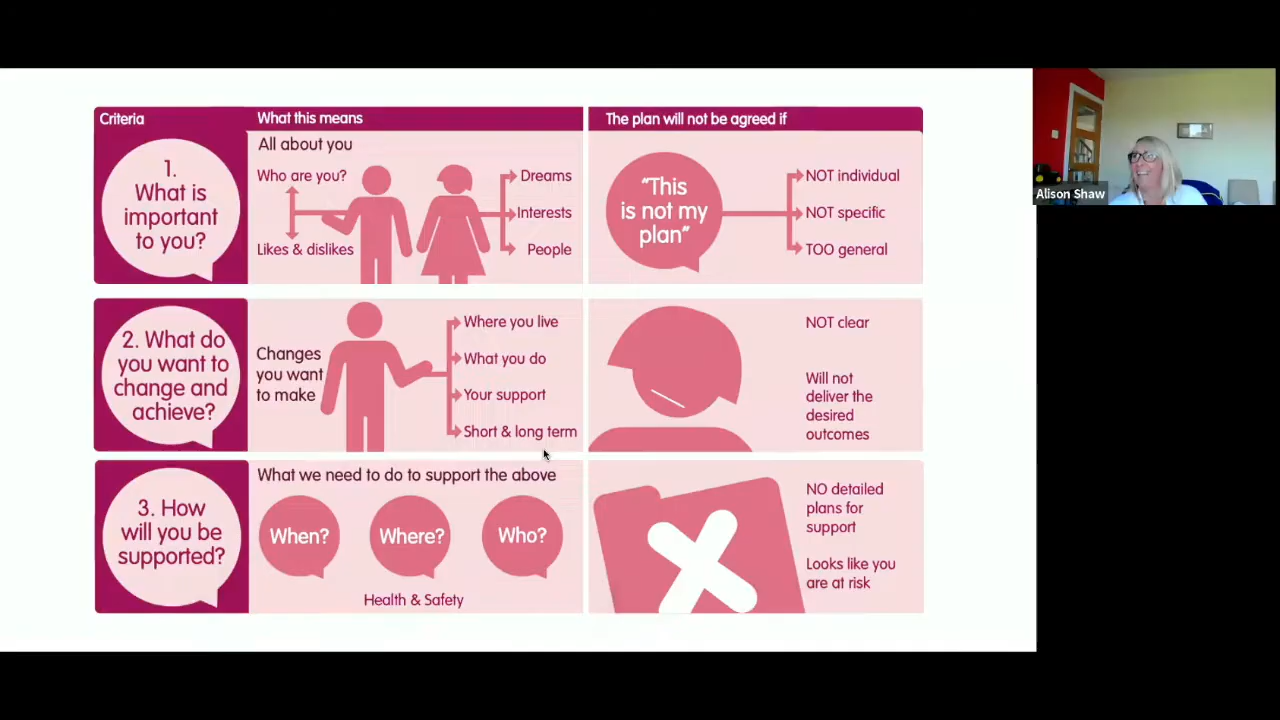 Criteria
What this means
The plan will not be agreed if
1.
What is
important
to you?
All about you
Who are you?
Likes & dislikes
Dreams
Interests
People
"This
is not my
plan"
NOT individual
NOT specific
TOO general
2. What do
you want to
change and
achieve?
Changes
you want
to make
Where you live
What you do
Your support
Short & long term
NOT clear
Will not
deliver the
desired
outcomes
3. How
will you be
supported?
What we need to do to support the above
When?
Where?
Who?
Health & Safety
NO detailed
plans for
support
Looks like you
are at risk
Alison Shaw